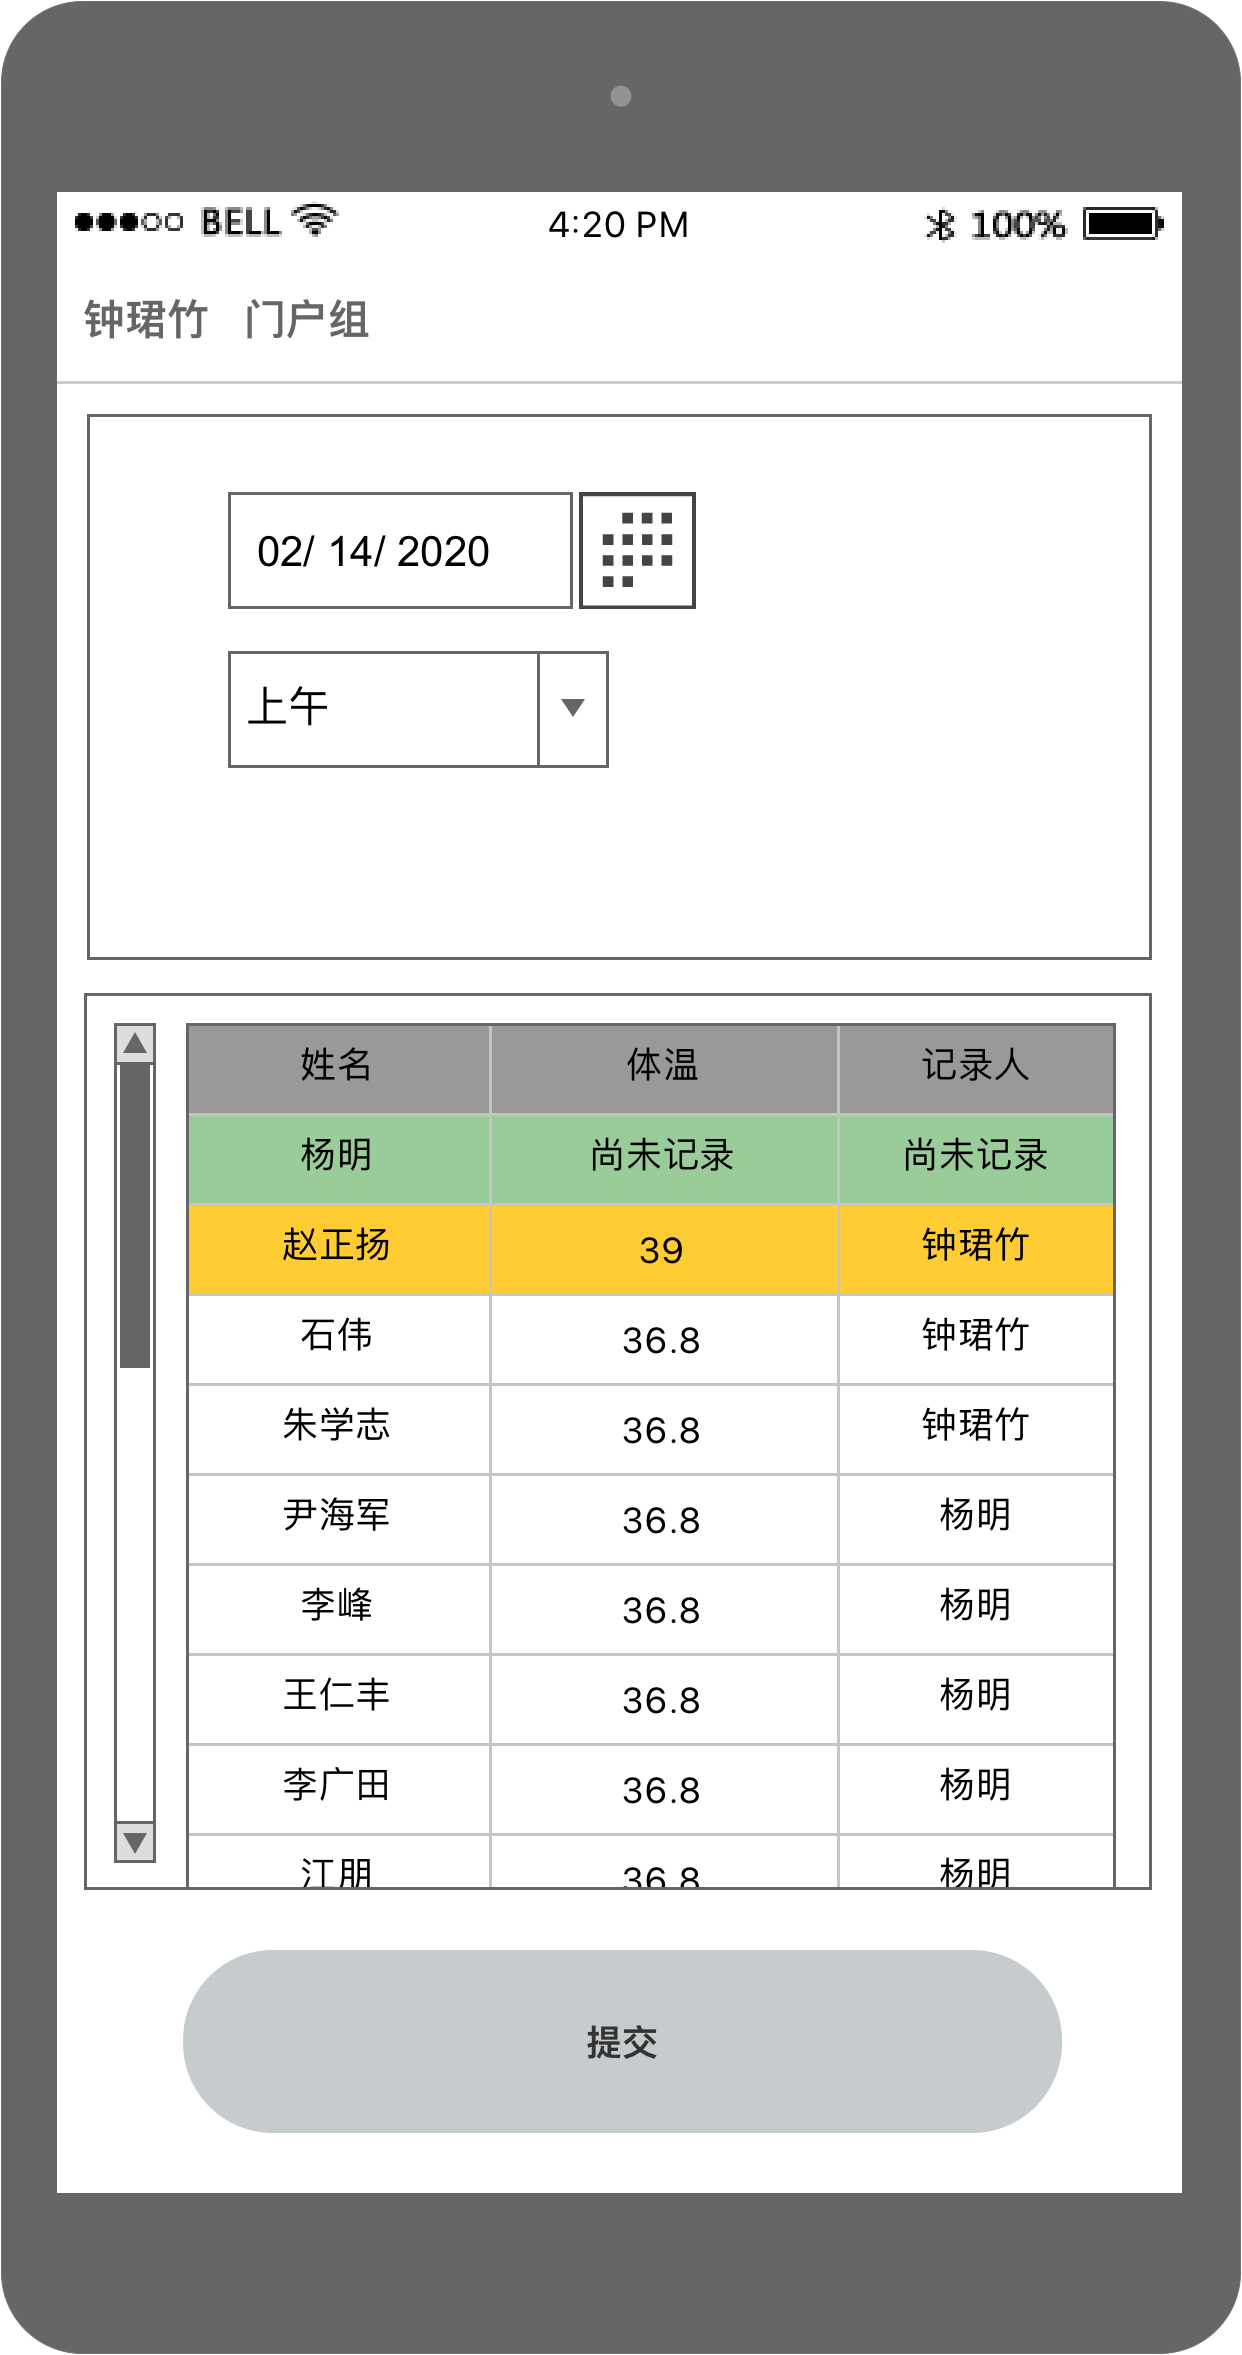 BELL 4:20 PM 100%
钟珺竹 门户组
02/ 14/ 2020
上午
姓名 体温 记录人
杨明 尚未记录 尚未记录
赵正扬 39 钟珺竹
石伟 36.8 钟珺竹
朱学志 36.8 钟珺竹
尹海军 36.8 杨明
李峰 36.8 杨明
王仁丰 36.8 杨明
李广田 36.8 杨明
江朋 36.8 杨明
提交